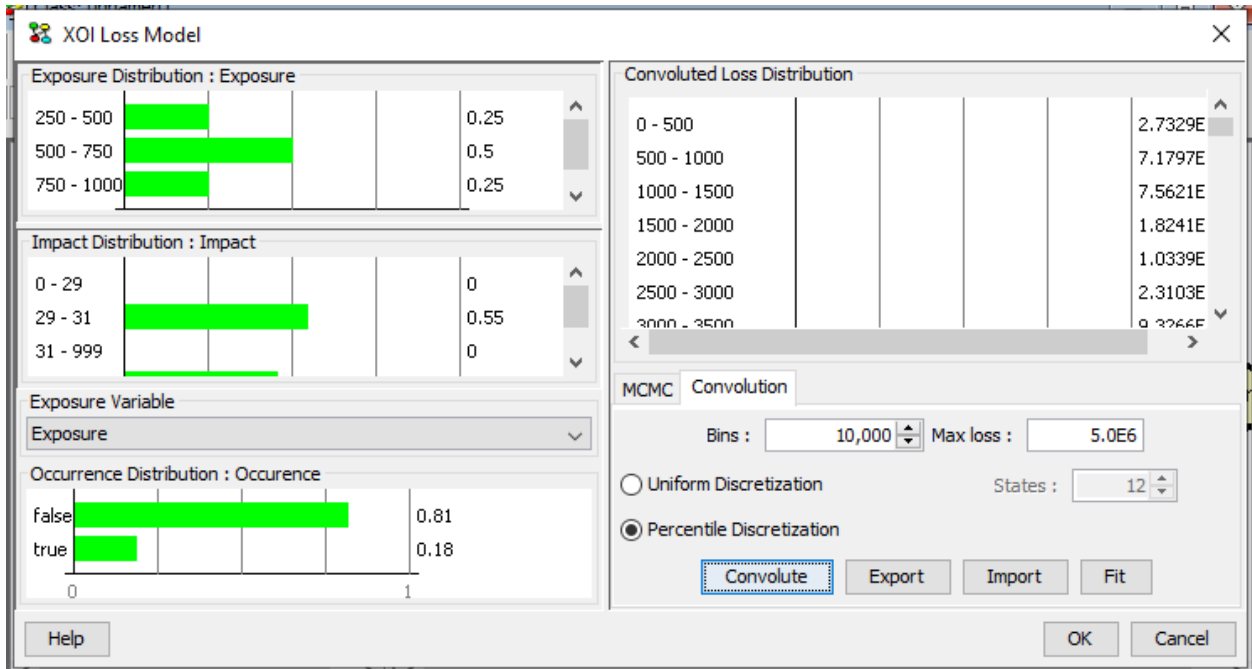 XOI Loss Model
Exposure Distribution : Exposure
250 - 500 0.25
500 - 750 0.5
750 - 1000 0.25
Impact Distribution : Impact
0 - 29 0
29 - 31 0.55
31 - 999 0
Exposure Variable
Exposure
Occurrence Distribution : Occurence
false 0.81
true 0.18
0 1
Convoluted Loss Distribution
0 - 500 2.7329E
500 - 1000 7.1797E
1000 - 1500 7.5621E
1500 - 2000 1.8241E
2000 - 2500 1.0339E
2500 - 3000 2.3103E
3000 - 3500 9.3266E
MCMC Convolution
Bins : 10,000 Max loss : 5.0E6
Uniform Discretization States : 12
Percentile Discretization
Convolute Export Import Fit
Help OK Cancel